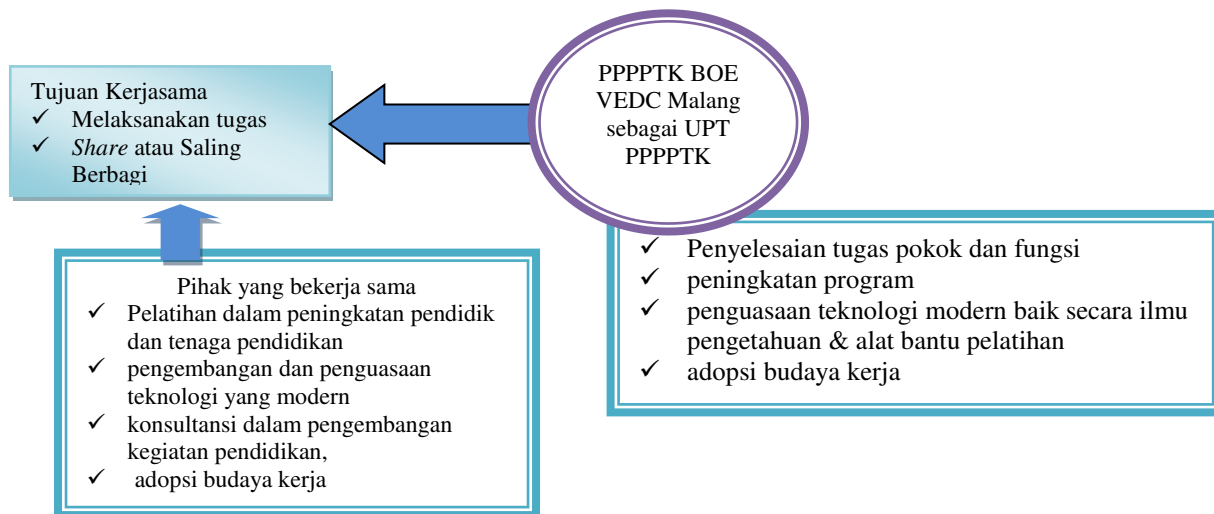 Tujuan Kerjasama
✓ Melaksanakan tugas
✓ Share atau Saling
Berbagi
PPPPTK BOE
VEDC Malang
sebagai UPT
PPPPTK
Pihak yang bekerja sama
✓ Pelatihan dalam peningkatan pendidik
dan tenaga pendidikan
✓ pengembangan dan penguasaan
teknologi yang modern
✓ konsultansi dalam pengembangan
kegiatan pendidikan,
✓ adopsi budaya kerja
✓ Penyelesaian tugas pokok dan fungsi
✓ peningkatan program
✓ penguasaan teknologi modern baik secara ilmu
pengetahuan & alat bantu pelatihan
✓ adopsi budaya kerja